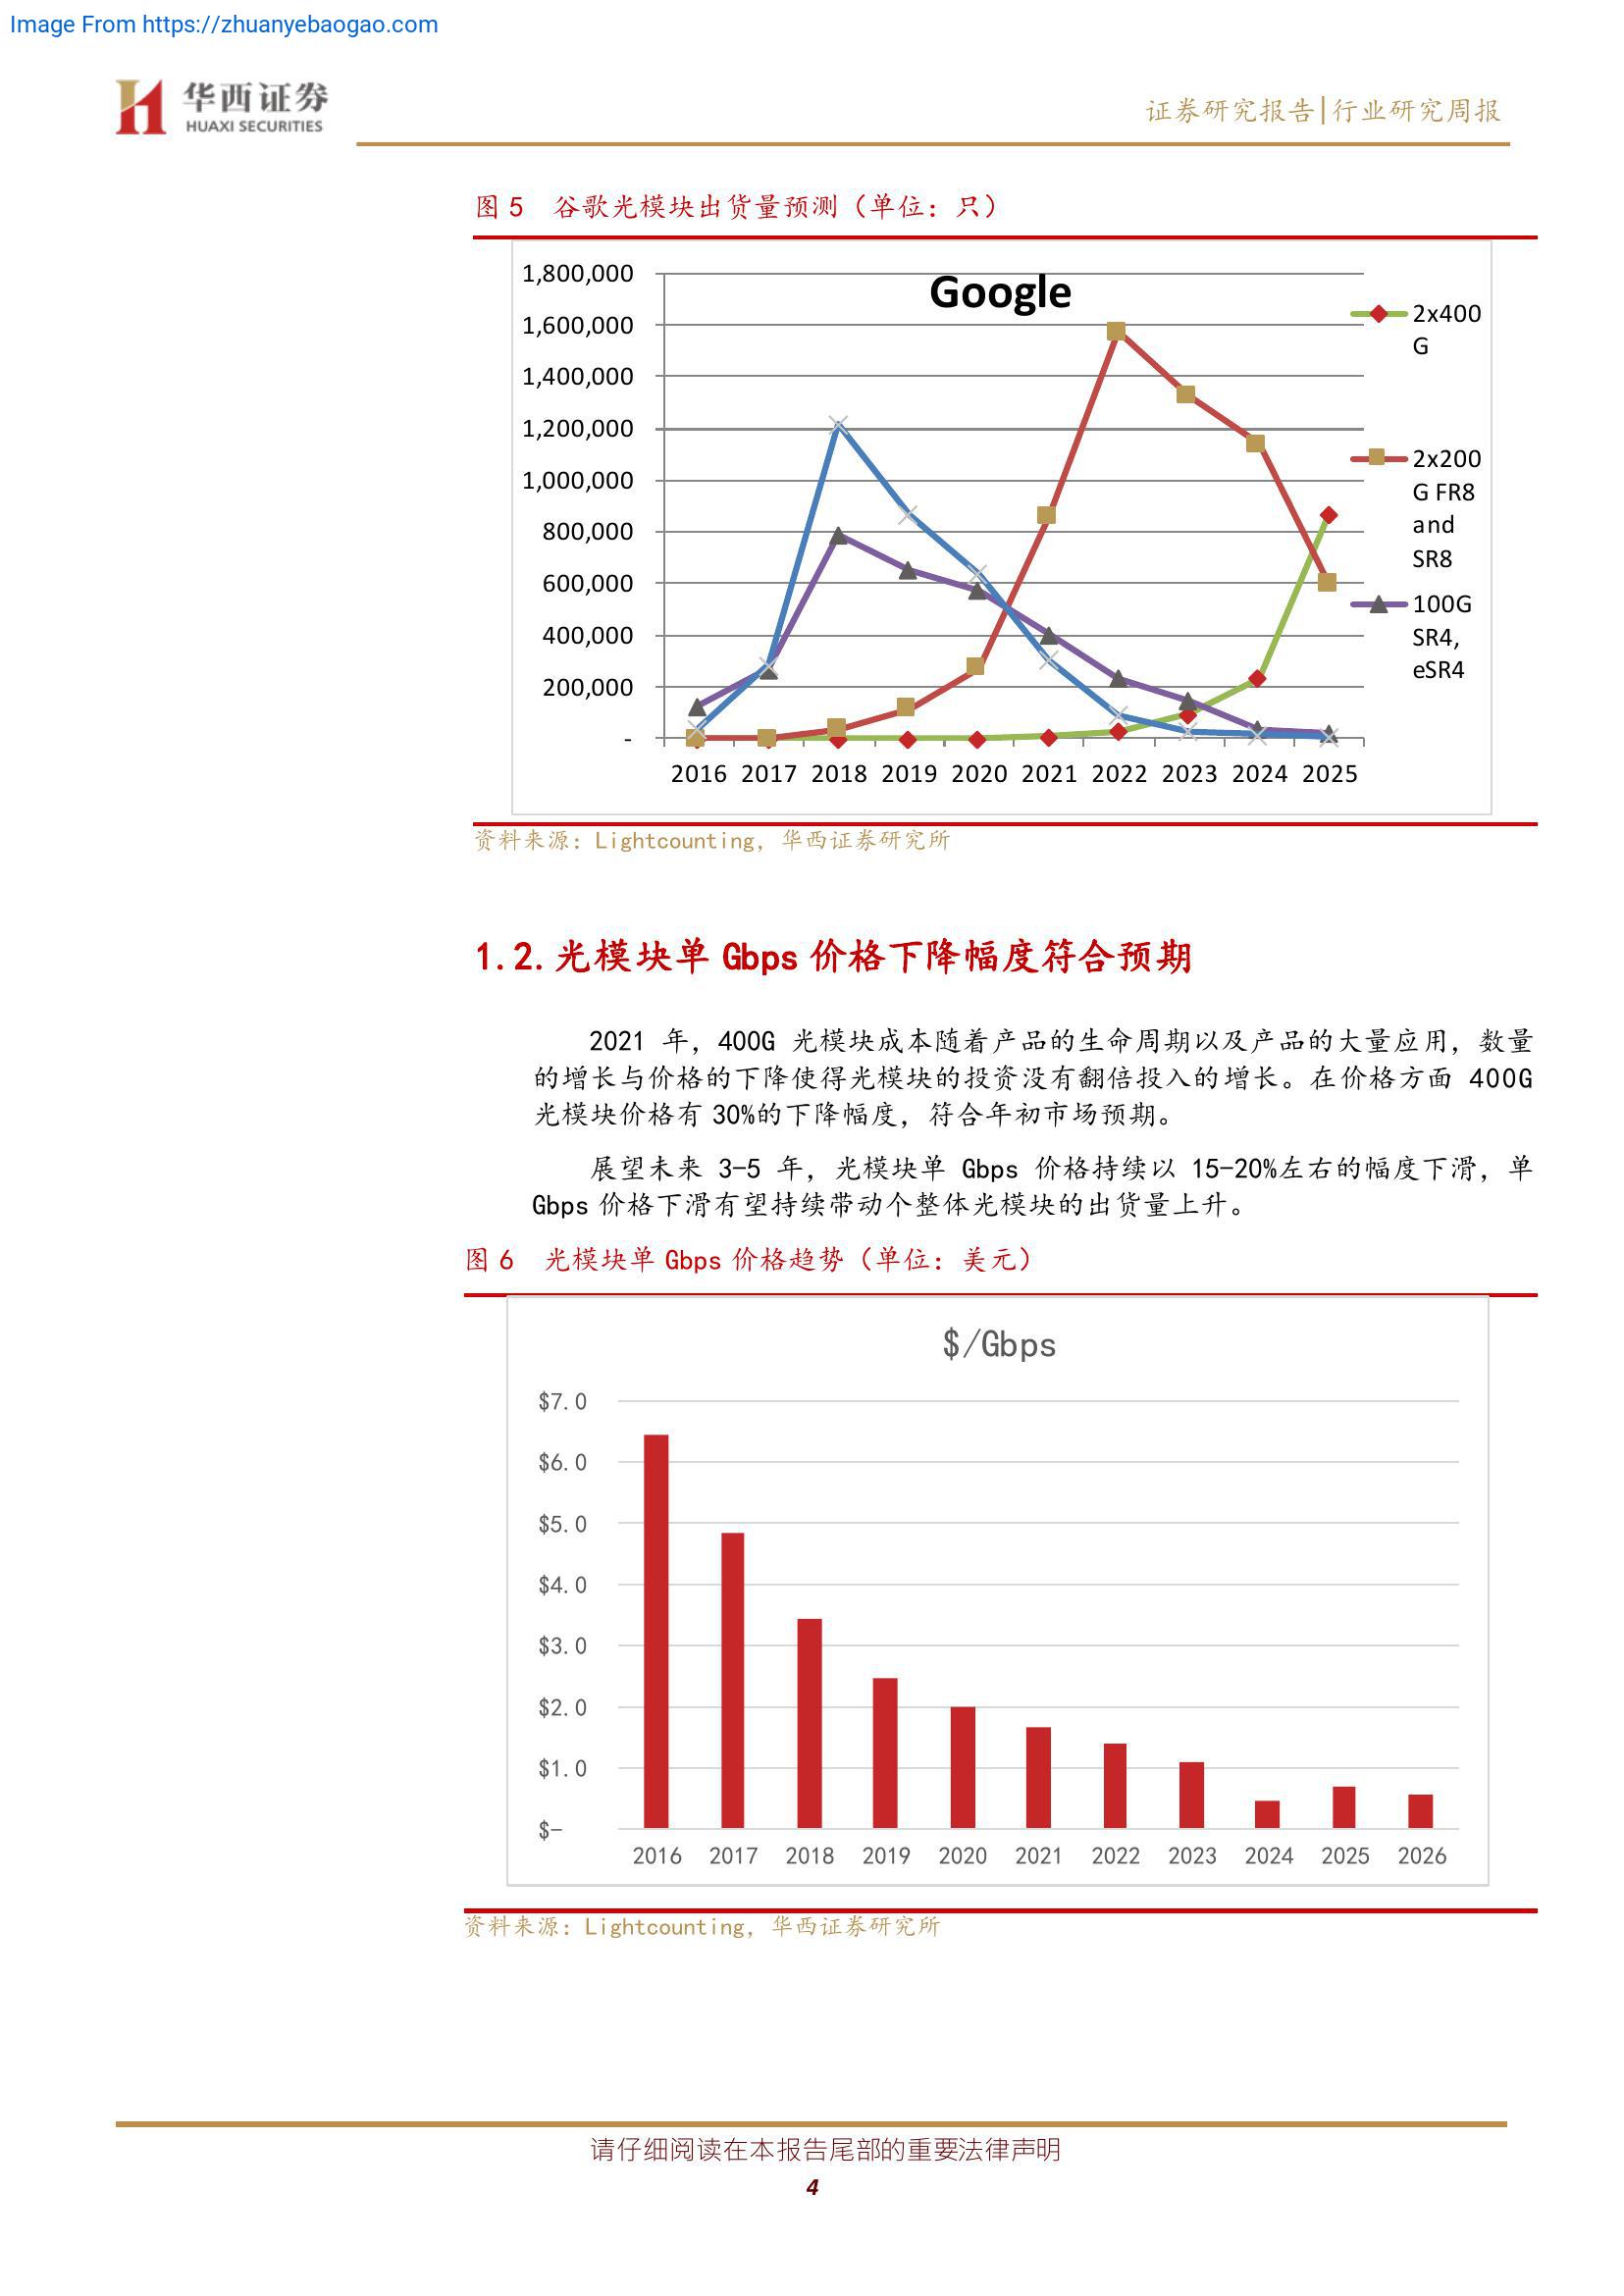 Image From https://zhuanyebaogao.com
华西证券
HUAXI SECURITIES
证券研究报告|行业研究周报
图 5 谷歌光模块出货量预测（单位：只）
Google
1,800,000
1,600,000
1,400,000
1,200,000
1,000,000
800,000
600,000
400,000
200,000
-
2016 2017 2018 2019 2020 2021 2022 2023 2024 2025
2x400
G
2x200
G FR8
and
SR8
100G
SR4,
eSR4
资料来源：Lightcounting, 华西证券研究所
1.2.光模块单 Gbps 价格下降幅度符合预期
2021 年，400G 光模块成本随着产品的生命周期以及产品的大量应用，数量
的增长与价格的下降使得光模块的投资没有翻倍投入的增长。在价格方面 400G
光模块价格有 30%的下降幅度，符合年初市场预期。
展望未来 3-5 年，光模块单 Gbps 价格持续以 15-20%左右的幅度下滑，单
Gbps 价格下滑有望持续带动个整体光模块的出货量上升。
图 6 光模块单 Gbps 价格趋势（单位：美元）
$/Gbps
$7.0
$6.0
$5.0
$4.0
$3.0
$2.0
$1.0
$-
2016 2017 2018 2019 2020 2021 2022 2023 2024 2025 2026
资料来源：Lightcounting, 华西证券研究所
请仔细阅读在本报告尾部的重要法律声明
4